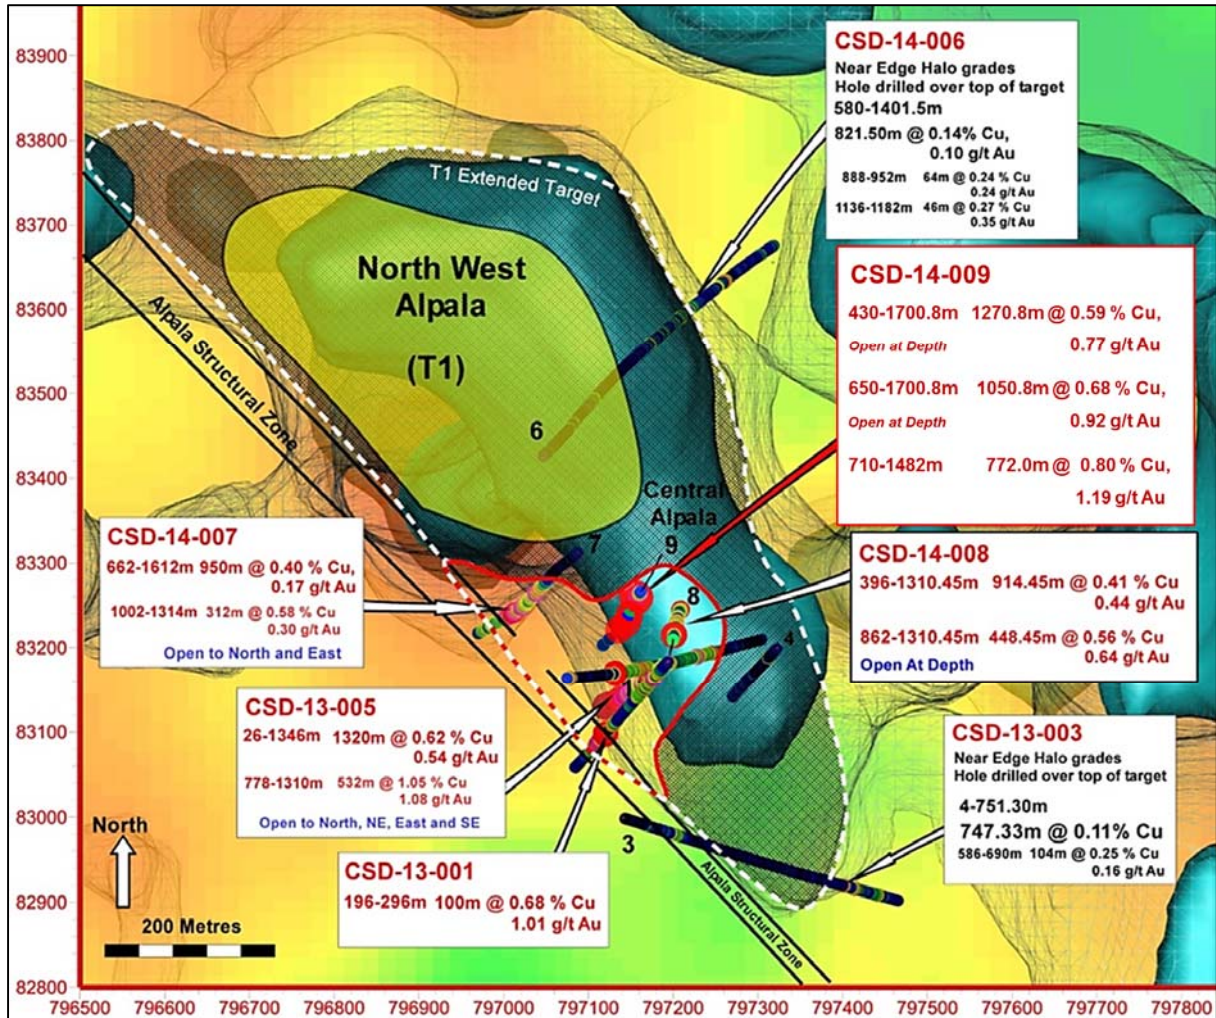 83900
83800
83700
83600
83500
83400
83300
83200
83100
83000
82900
82800
796500
796600
796700
796800
796900
797000
797100
797200
797300
797400
797500
797600
797700
797800
CSD-14-006
Near Edge Halo grades
Hole drilled over top of target
580-1401.5m
821.50m @ 0.14% Cu,
0.10 g/t Au
888-952m 64m @ 0.24 % Cu
0.24 g/t Au
1136-1182m 46m @ 0.27 % Cu
0.35 g/t Au
T1 Extended Target
North West
Alpala
(T1)
Alpala Structural Zone
6
CSD-14-009
430-1700.8m 1270.8m @ 0.59 % Cu,
Open at Depth 0.77 g/t Au
650-1700.8m 1050.8m @ 0.68 % Cu,
Open at Depth 0.92 g/t Au
710-1482m 772.0m @ 0.80 % Cu,
1.19 g/t Au
Central
Alpala
7
9
8
4
CSD-14-007
662-1612m 950m @ 0.40 % Cu,
0.17 g/t Au
1002-1314m 312m @ 0.58 % Cu
0.30 g/t Au
Open to North and East
CSD-14-008
396-1310.45m 914.45m @ 0.41 % Cu
0.44 g/t Au
862-1310.45m 448.45m @ 0.56 % Cu
Open At Depth 0.64 g/t Au
CSD-13-005
26-1346m 1320m @ 0.62 % Cu
0.54 g/t Au
778-1310m 532m @ 1.05 % Cu
1.08 g/t Au
Open to North, NE, East and SE
CSD-13-003
Near Edge Halo grades
Hole drilled over top of target
4-751.30m
747.33m @ 0.11% Cu
586-690m 104m @ 0.25 % Cu
0.16 g/t Au
3
CSD-13-001
196-296m 100m @ 0.68 % Cu
1.01 g/t Au
Alpala Structural Zone
North
200 Metres